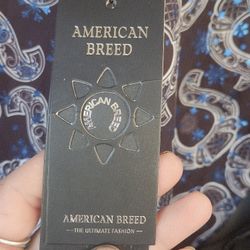 AMERICAN
BREED
AMERICAN BREED
AMERICAN BREED
THE ULTIMATE FASHION